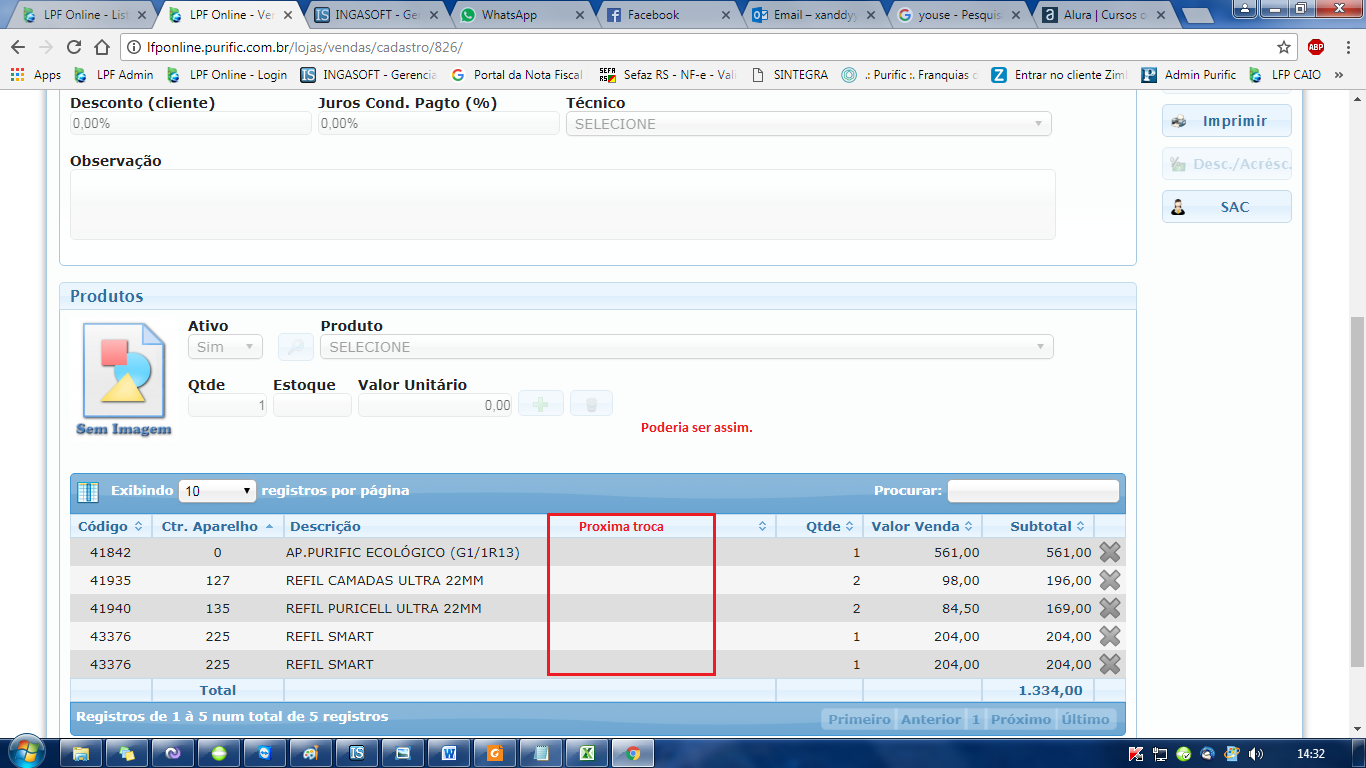 LPF Online - List
LPF Online - Ver
INGASOFT - Ger
WhatsApp
Facebook
Email – xanddyy
youse - Pesquis
Alura | Cursos o
lfponline.purific.com.br/lojas/vendas/cadastro/826/
ABP
Apps
LPF Admin
LPF Online - Login
INGASOFT - Gerencia
Portal da Nota Fiscal
Sefaz RS - NF-e - Vali
SINTEGRA
.: Purific :. Franquias c
Entrar no cliente Zim
Admin Purific
LFP CAIO
»
Desconto (cliente) Juros Cond. Pagto (%) Técnico
0,00% 0,00% SELECIONE
Imprimir
Observação
Desc./Acrésc.
SAC
Produtos
Ativo Produto
Sim SELECIONE
Qtde Estoque Valor Unitário
1 0,00
Sem Imagem
Poderia ser assim.
Exibindo 10 registros por página Procurar:
Código Ctr. Aparelho Descrição Proxima troca Qtde Valor Venda Subtotal
41842 0 AP.PURIFIC ECOLÓGICO (G1/1R13) 1 561,00 561,00
41935 127 REFIL CAMADAS ULTRA 22MM 2 98,00 196,00
41940 135 REFIL PURICELL ULTRA 22MM 2 84,50 169,00
43376 225 REFIL SMART 1 204,00 204,00
43376 225 REFIL SMART 1 204,00 204,00
Total 1.334,00
Registros de 1 à 5 num total de 5 registros Primeiro Anterior 1 Próximo Último
14:32